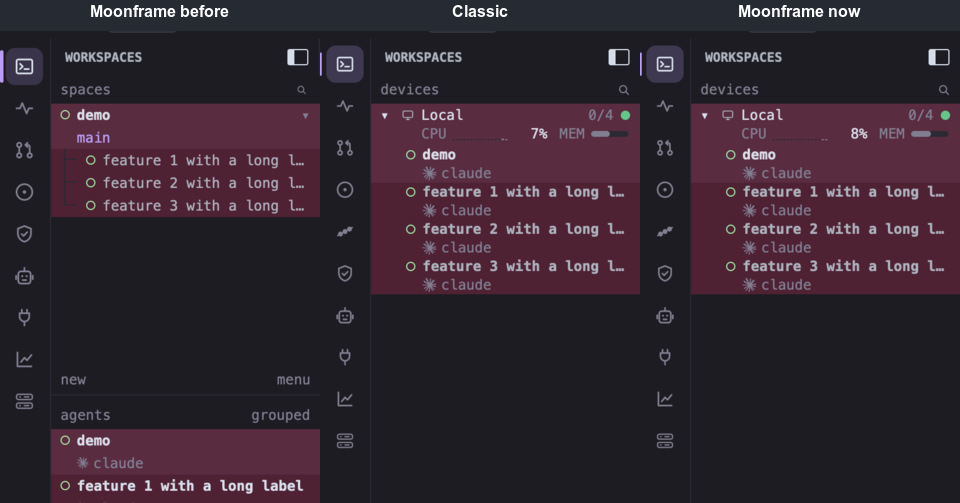 Moonframe before
WORKSPACES
spaces
demo
main
feature 1 with a long l…
feature 2 with a long l…
feature 3 with a long l…
new menu
agents grouped
demo
claude
feature 1 with a long label
Classic
WORKSPACES
devices
Local 0/4
CPU 7% MEM
demo
claude
feature 1 with a long l…
claude
feature 2 with a long l…
claude
feature 3 with a long l…
claude
Moonframe now
WORKSPACES
devices
Local 0/4
CPU 8% MEM
demo
claude
feature 1 with a long l…
claude
feature 2 with a long l…
claude
feature 3 with a long l…
claude